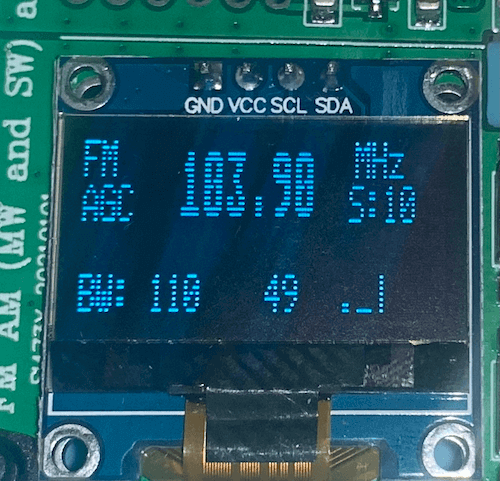 GND VCC SCL SDA
FM 103.90 MHz
AGC S:10
BW: 110 49 ._|
FM AM (MW and SW) a